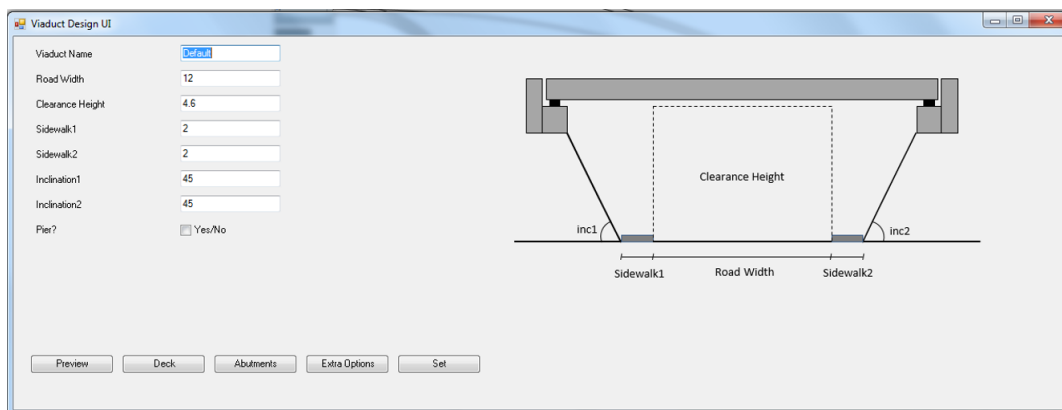 Viaduct Design UI
Viaduct Name Default
Road Width 12
Clearance Height 4.6
Sidewalk1 2
Sidewalk2 2
Inclination1 45
Inclination2 45
Pier? Yes/No
Clearance Height
inc1 inc2
Sidewalk1 Road Width Sidewalk2
Preview Deck Abutments Extra Options Set